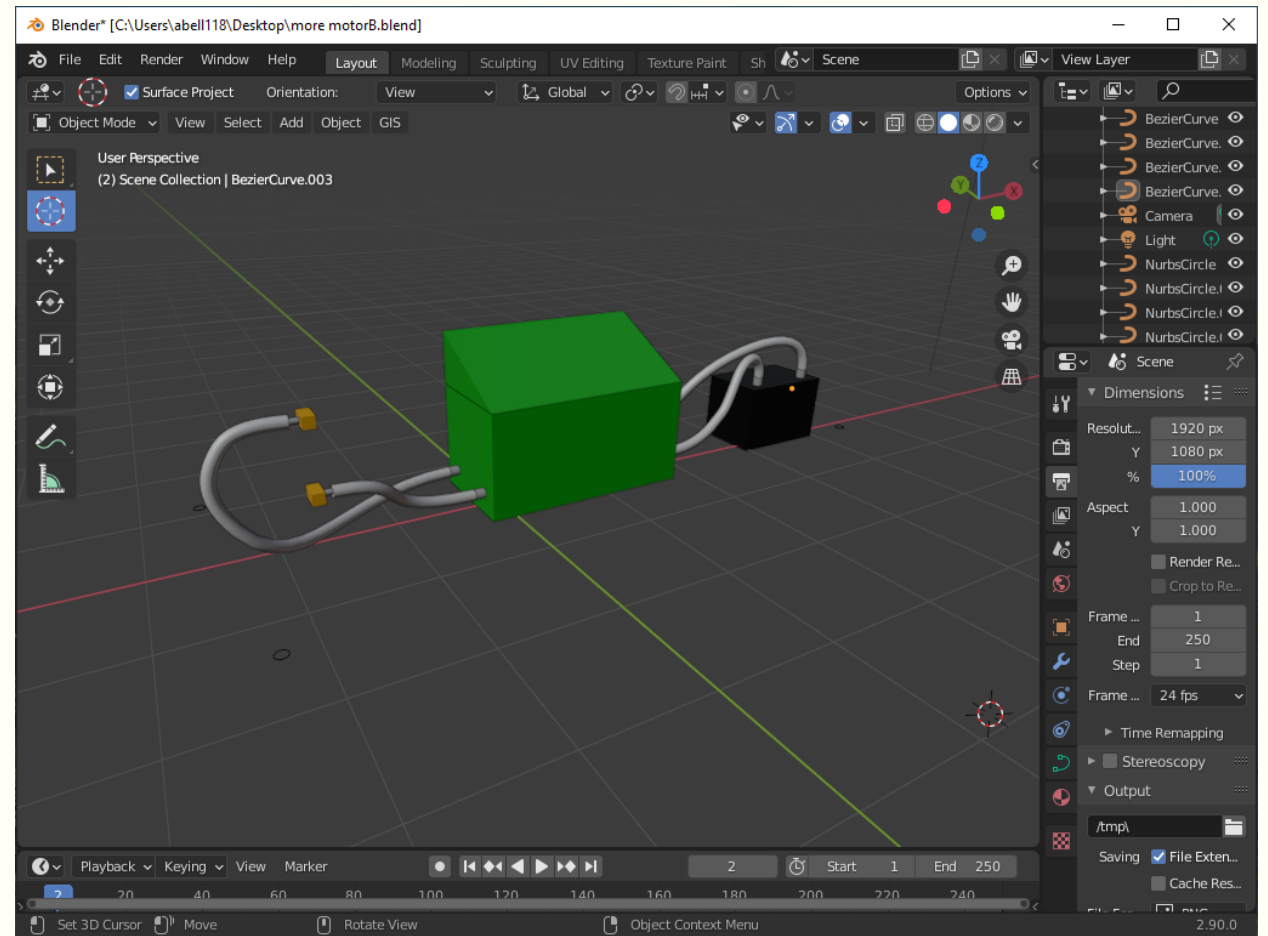 Blender* [C:\Users\abell118\Desktop\more motorB.blend]
File Edit Render Window Help Layout Modeling Sculpting UV Editing Texture Paint Sh Scene View Layer
Surface Project Orientation: View Global Options
Object Mode View Select Add Object GIS
User Perspective
(2) Scene Collection | BezierCurve.003
Z
Y
X
BezierCurve
BezierCurve.
BezierCurve.
BezierCurve.
Camera
Light
NurbsCircle
NurbsCircle.(
NurbsCircle.(
NurbsCircle.(
Scene
Dimensions
Resolut... 1920 px
Y 1080 px
% 100%
Aspect 1.000
Y 1.000
Render Re...
Crop to Re...
Frame ... 1
End 250
Step 1
Frame ... 24 fps
Time Remapping
Stereoscopy
Output
/tmp\
Saving File Exten...
Cache Res...
Playback Keying View Marker 2 Start 1 End 250
2 20 40 60 80 100 120 140 160 180 200 220 240
Set 3D Cursor Move Rotate View Object Context Menu 2.90.0